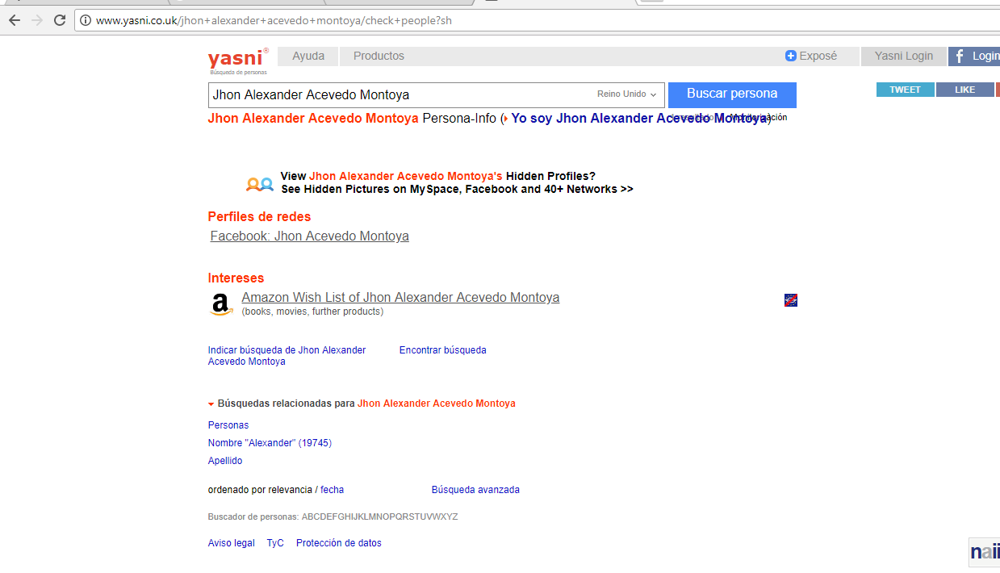 www.yasni.co.uk/jhon+alexander+acevedo+montoya/check+people?sh
yasni®
Búsqueda de personas
Ayuda
Productos
Exposé
Yasni Login
Login
Jhon Alexander Acevedo Montoya
Reino Unido
Buscar persona
TWEET
LIKE
Jhon Alexander Acevedo Montoya Persona-Info ( Yo soy Jhon Alexander Acevedo Montoya)
Monitorización
View Jhon Alexander Acevedo Montoya's Hidden Profiles?
See Hidden Pictures on MySpace, Facebook and 40+ Networks >>
Perfiles de redes
Facebook: Jhon Acevedo Montoya
Intereses
Amazon Wish List of Jhon Alexander Acevedo Montoya
(books, movies, further products)
Indicar búsqueda de Jhon Alexander
Acevedo Montoya
Encontrar búsqueda
Búsquedas relacionadas para Jhon Alexander Acevedo Montoya
Personas
Nombre "Alexander" (19745)
Apellido
ordenado por relevancia / fecha
Búsqueda avanzada
Buscador de personas: ABCDEFGHIJKLMNOPQRSTUVWXYZ
Aviso legal
TyC
Protección de datos